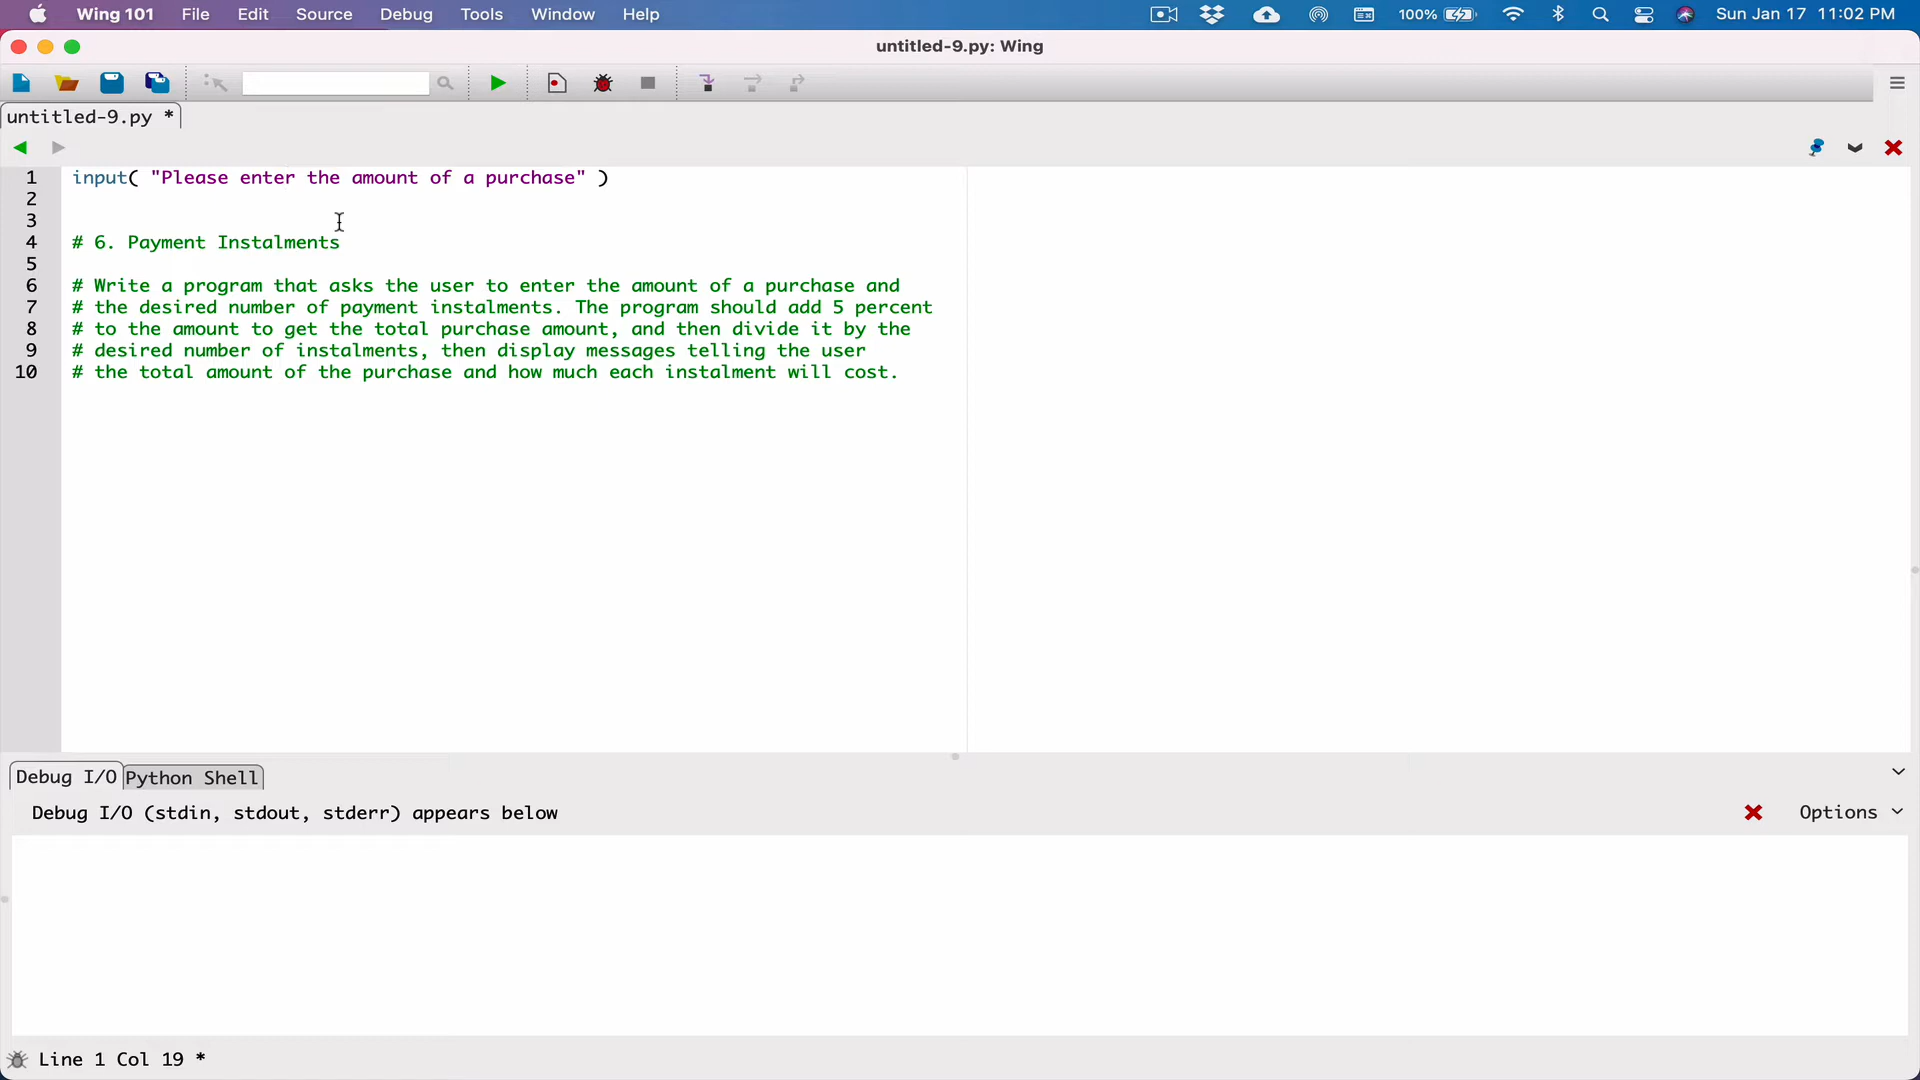 Wing 101 File Edit Source Debug Tools Window Help 100% Sun Jan 17 11:02 PM
untitled-9.py: Wing
untitled-9.py *
1 input( "Please enter the amount of a purchase" )
2
3
4 # 6. Payment Instalments
5
6 # Write a program that asks the user to enter the amount of a purchase and
7 # the desired number of payment instalments. The program should add 5 percent
8 # to the amount to get the total purchase amount, and then divide it by the
9 # desired number of instalments, then display messages telling the user
10 # the total amount of the purchase and how much each instalment will cost.
Debug I/O Python Shell
Debug I/O (stdin, stdout, stderr) appears below Options
Line 1 Col 19 *